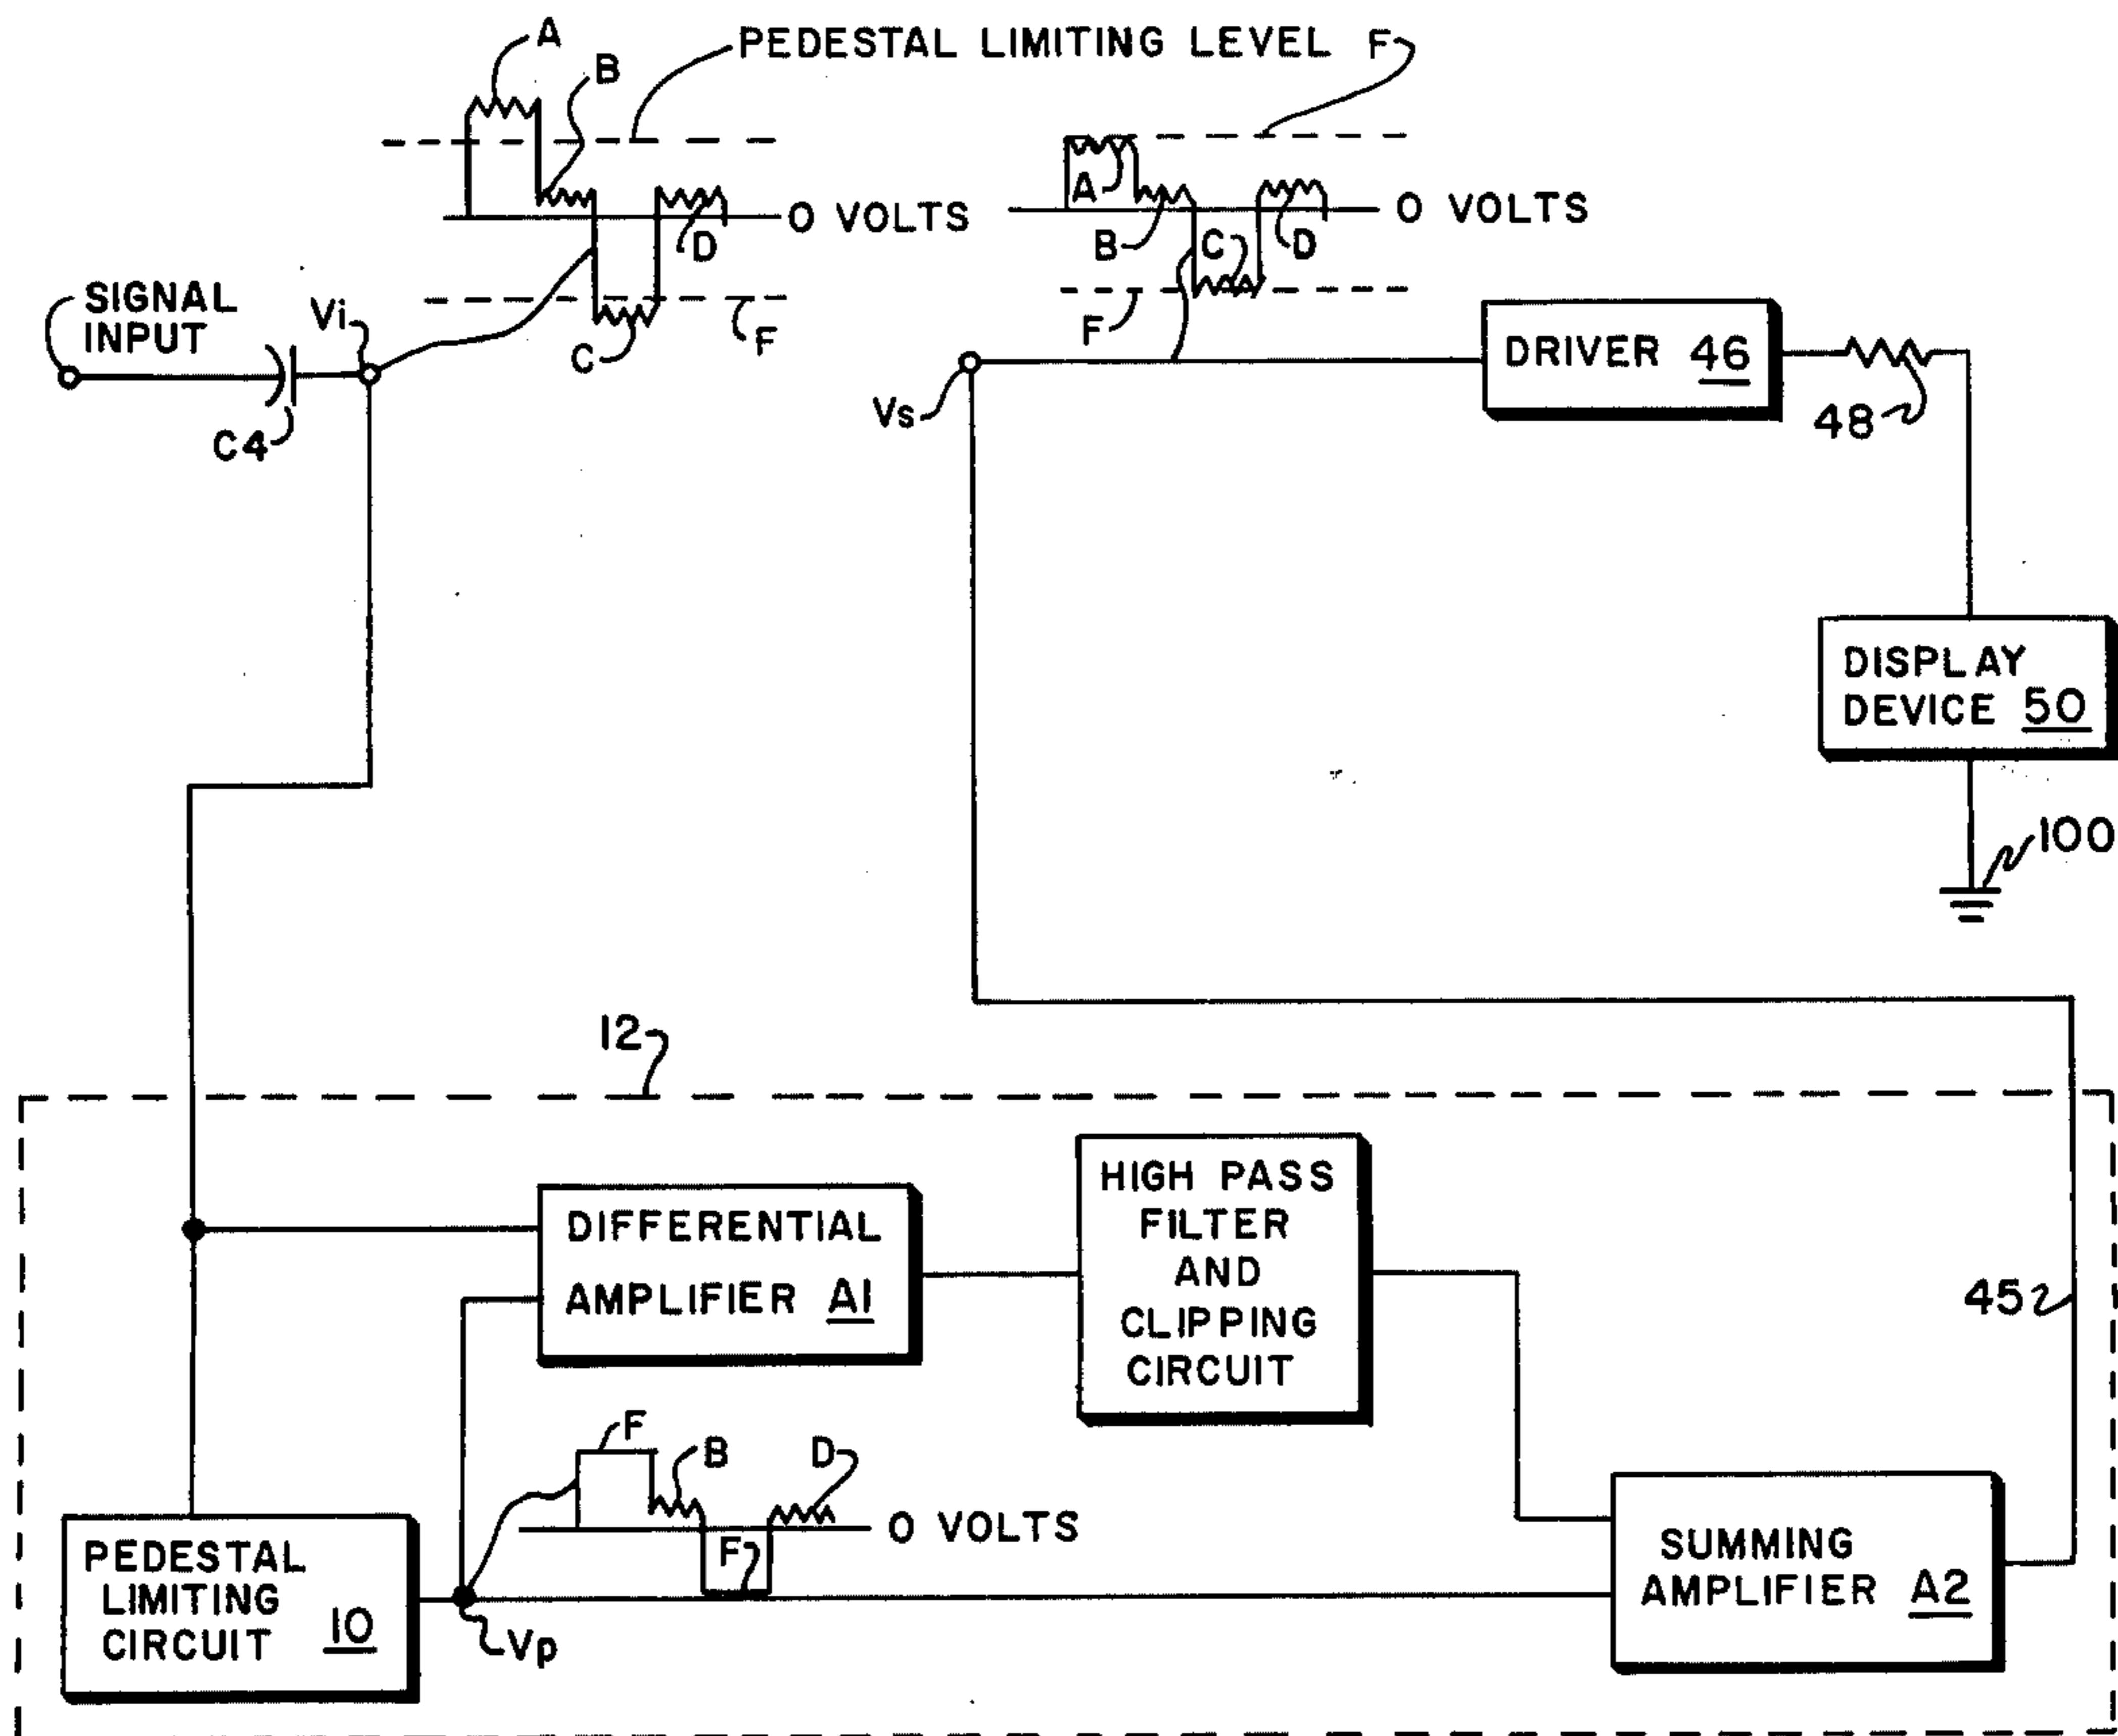 A
B
PEDESTAL LIMITING LEVEL F
0 VOLTS
D
F
C
A
B
C
D
0 VOLTS
F
SIGNAL
INPUT
Vi
C4
Vs
DRIVER 46
48
DISPLAY
DEVICE 50
100
12
DIFFERENTIAL
AMPLIFIER A1
HIGH PASS
FILTER
AND
CLIPPING
CIRCUIT
45
F
B
D
0 VOLTS
F
PEDESTAL
LIMITING
CIRCUIT 10
Vp
SUMMING
AMPLIFIER A2